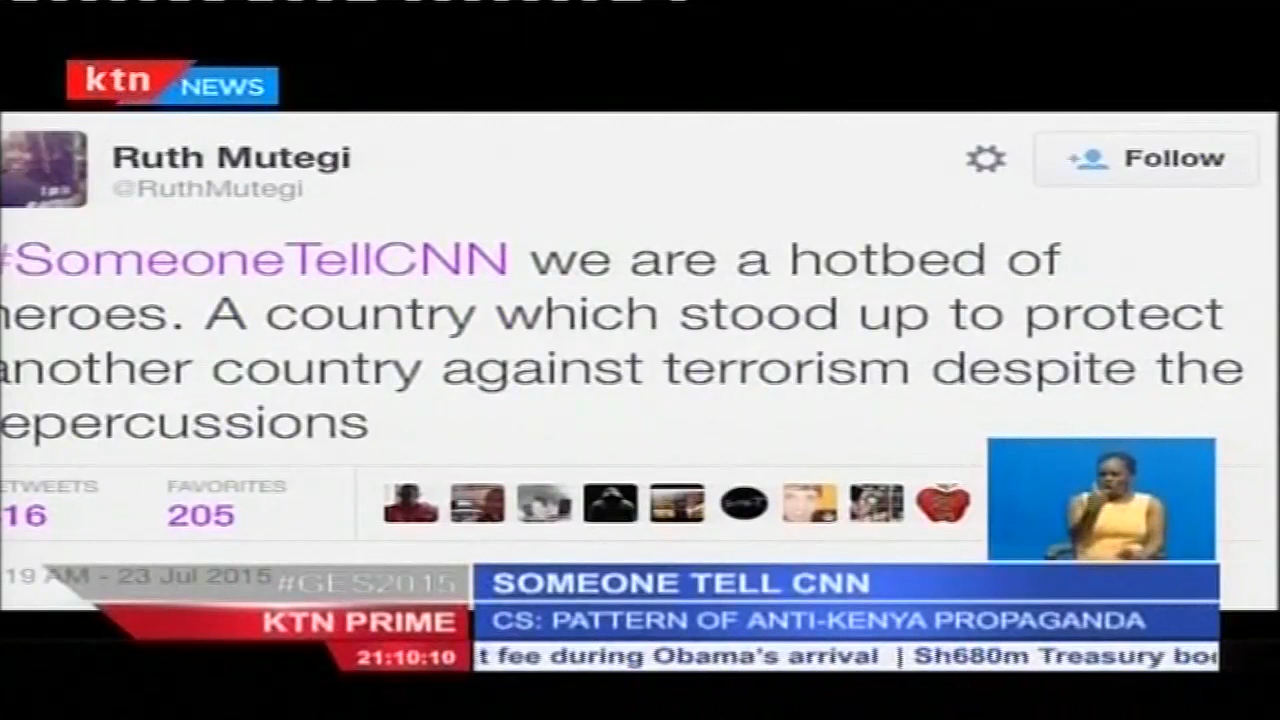 ktn NEWS
Ruth Mutegi
@RuthMutegi
Follow
#SomeoneTellCNN we are a hotbed of
heroes. A country which stood up to protect
another country against terrorism despite the
repercussions
ETWEETS FAVORITES
16 205
19 AM - 23 Jul 2015
#GES2015
SOMEONE TELL CNN
KTN PRIME
CS: PATTERN OF ANTI-KENYA PROPAGANDA
21:10:10
t fee during Obama's arrival | Sh680m Treasury